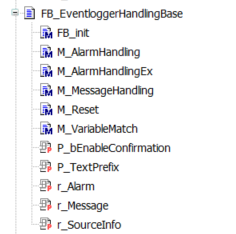 FB_EventloggerHandlingBase
FB_init
M_AlarmHandling
M_AlarmHandlingEx
M_MessageHandling
M_Reset
M_VariableMatch
P_bEnableConfirmation
P_TextPrefix
r_Alarm
r_Message
r_SourceInfo